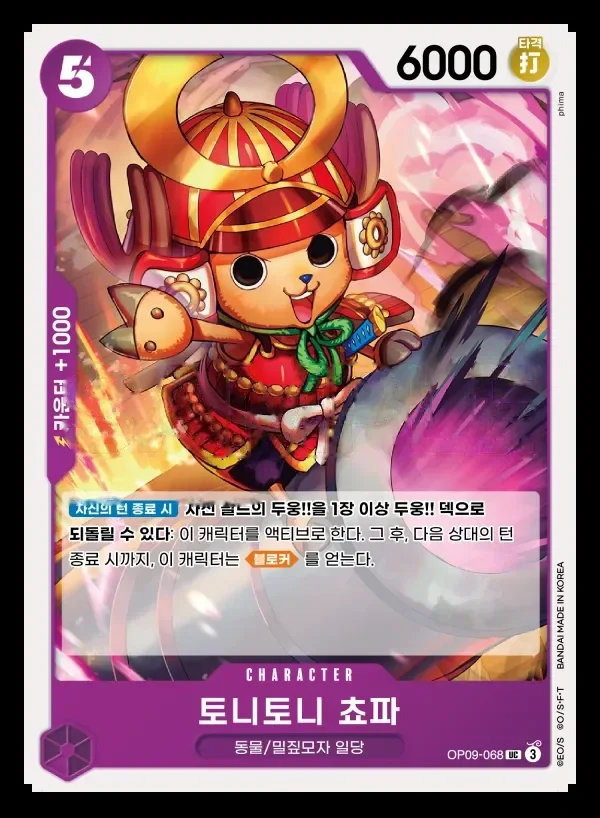 5
6000
타격
打
phima
카운터 +1000
자신의 턴 종료 시 자신 필드의 두웅!!을 1장 이상 두웅!! 덱으로
되돌릴 수 있다: 이 캐릭터를 액티브로 한다. 그 후, 다음 상대의 턴
종료 시까지, 이 캐릭터는 블로커 를 얻는다.
CHARACTER
토니토니 쵸파
동물/밀짚모자 일당
OP09-068 UC 3
©EO/S ©O/S·F·T BANDAI MADE IN KOREA